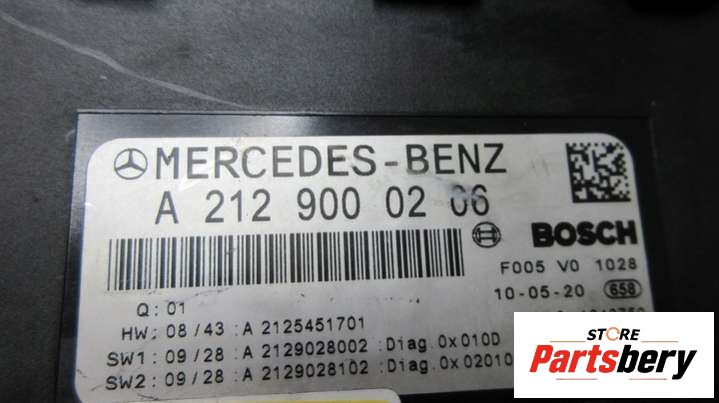 MERCEDES-BENZ
A 212 900 02 06
BOSCH
F005 V0 1028
10-05-20 658
Q: 01
HW: 08/43 :A 2125451701
SW1: 09/28 :A 2129028002 :Diag.0x010D
SW2: 09/28 :A 2129028102 :Diag.0x02010
STORE
Partsbery